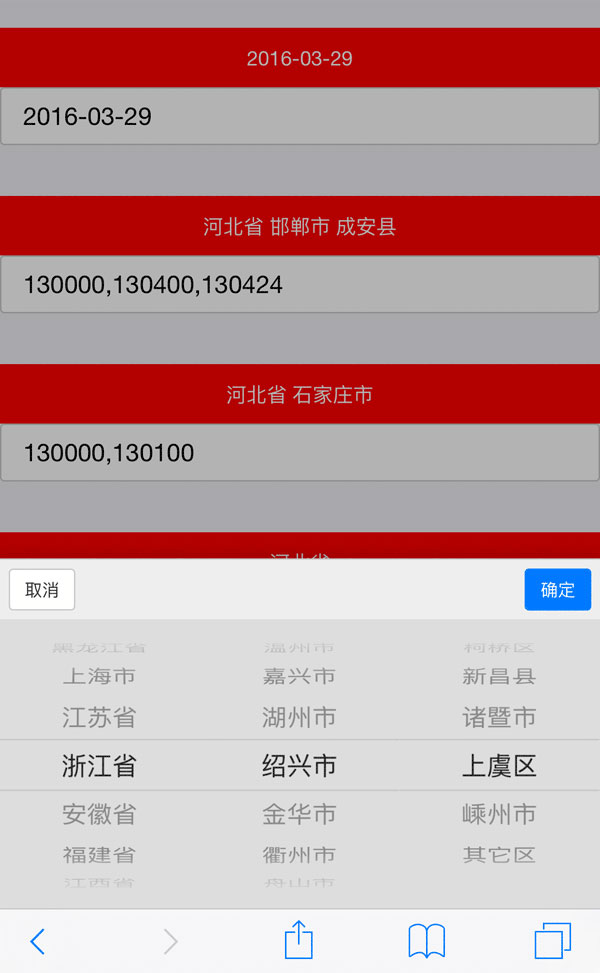 2016-03-29
2016-03-29
河北省 邯郸市 成安县
130000,130400,130424
河北省 石家庄市
130000,130100
河北省
取消 确定
黑龙江省 温州市 柯桥区
上海市 嘉兴市 新昌县
江苏省 湖州市 诸暨市
浙江省 绍兴市 上虞区
安徽省 金华市 嵊州市
福建省 衢州市 其它区
江西省 舟山市